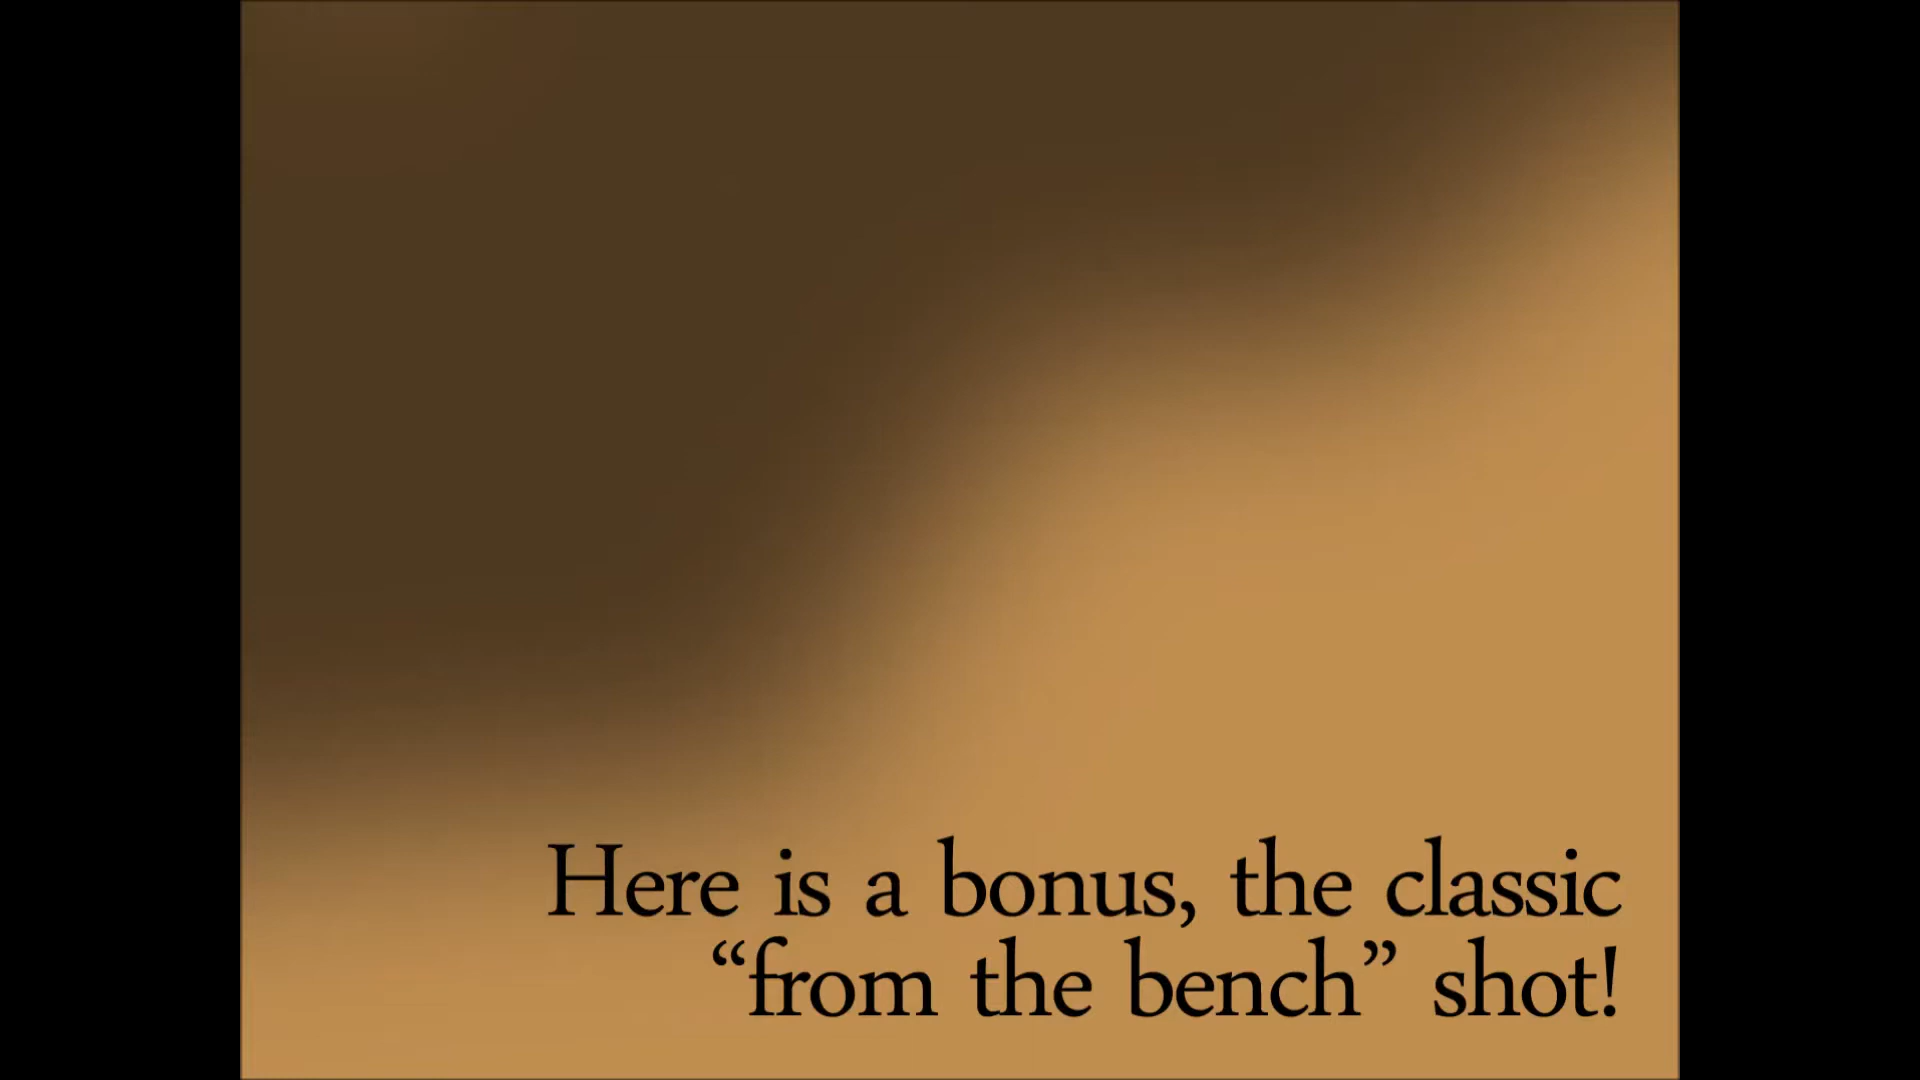 Here is a bonus, the classic
“from the bench” shot!